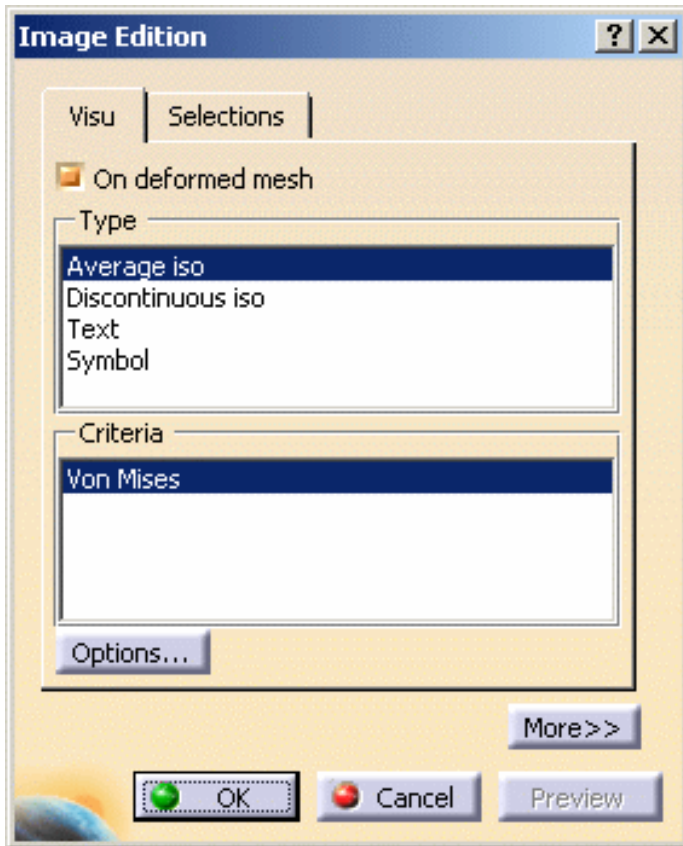 Image Edition ? X
Visu Selections
On deformed mesh
Type
Average iso
Discontinuous iso
Text
Symbol
Criteria
Von Mises
Options...
More>>
OK Cancel Preview